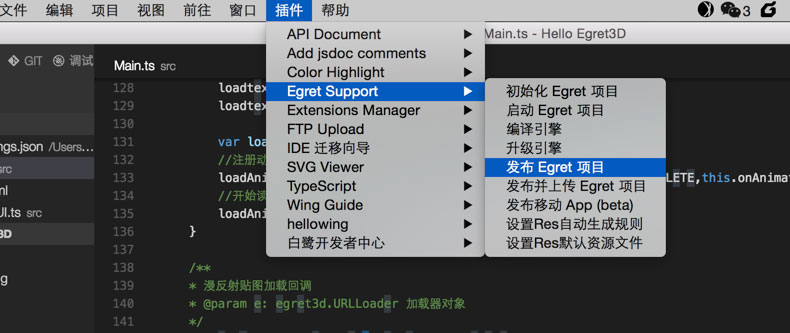 文件 编辑 项目 视图 前往 窗口 插件 帮助 3
Main.ts - Hello Egret3D
GIT 调试 Main.ts src
API Document
Add jsdoc comments
Color Highlight
Egret Support
Extensions Manager
FTP Upload
IDE 迁移向导
SVG Viewer
TypeScript
Wing Guide
hellowing
白鹭开发者中心
初始化 Egret 项目
启动 Egret 项目
编译引擎
升级引擎
发布 Egret 项目
发布并上传 Egret 项目
发布移动 App (beta)
设置Res自动生成规则
设置Res默认资源文件
ngs.json /Users...
src
ml
UI.ts src
3D
g
128 loadtex
129 loadtex
130
131 var loa
132 //注册动
133 loadAni LETE,this.onAnimat
134 //开始读
135 loadAni
136 }
137
138 /**
139 * 漫反射贴图加载回调
140 * @param e: egret3d.URLLoader 加载器对象
141 */